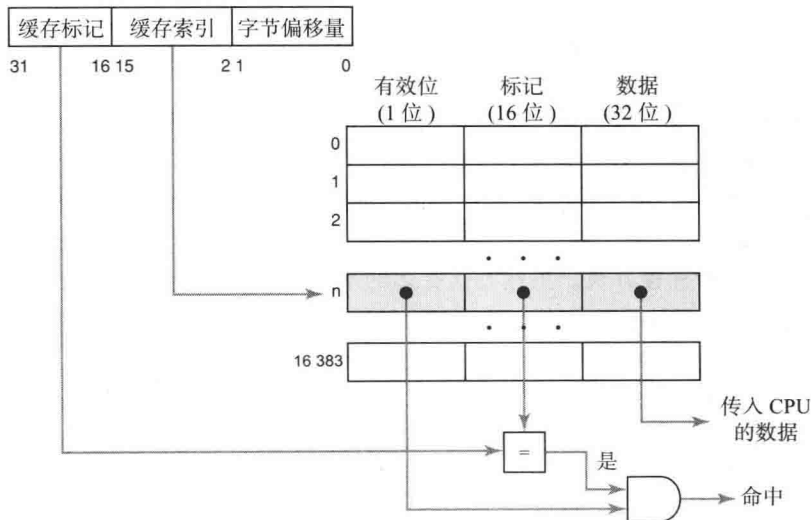 缓存标记 缓存索引 字节偏移量
31 16 15 2 1 0
有效位 标记 数据
(1 位) (16 位) (32 位)
0
1
2
. . .
n
. . .
16 383
传入 CPU
的数据
=
是
命中